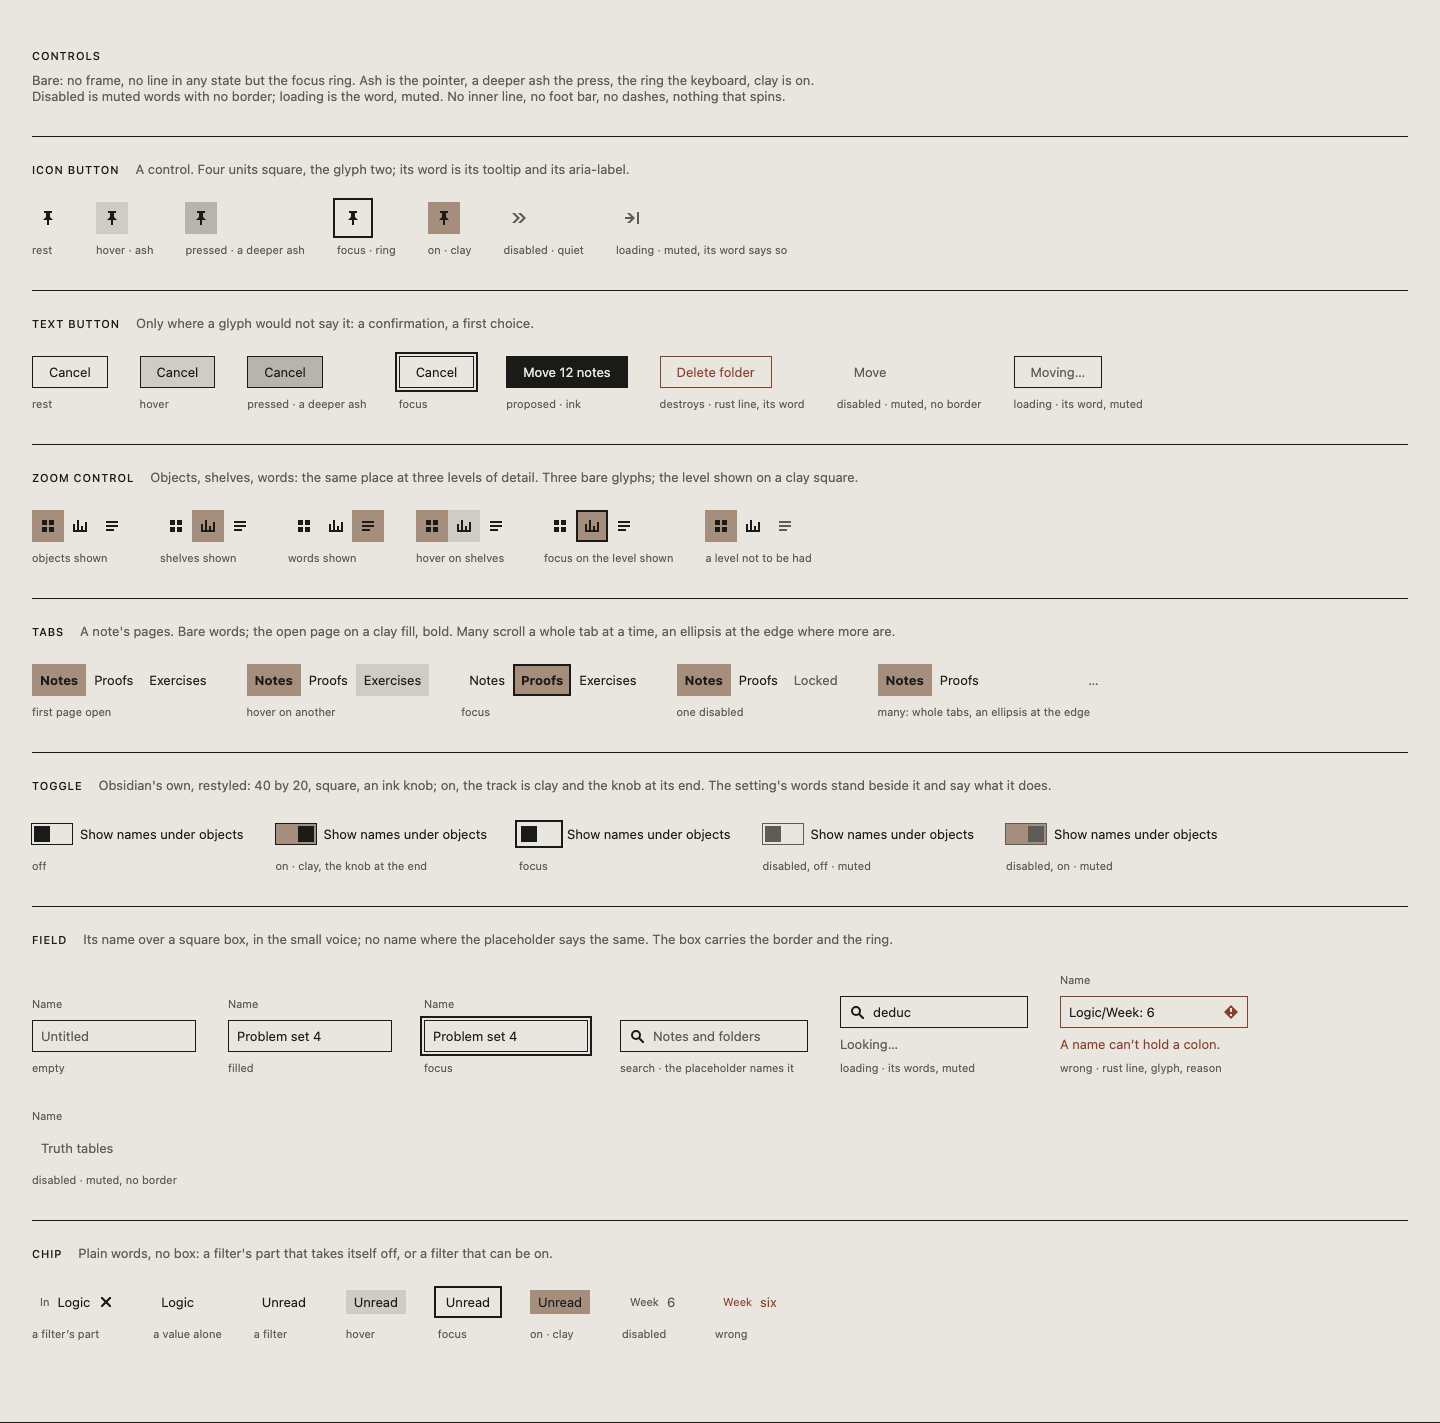 CONTROLS
Bare: no frame, no line in any state but the focus ring. Ash is the pointer, a deeper ash the press, the ring the keyboard, clay is on.
Disabled is muted words with no border; loading is the word, muted. No inner line, no foot bar, no dashes, nothing that spins.
ICON BUTTON A control. Four units square, the glyph two; its word is its tooltip and its aria-label.
rest hover · ash pressed · a deeper ash focus · ring on · clay disabled · quiet loading · muted, its word says so
TEXT BUTTON Only where a glyph would not say it: a confirmation, a first choice.
Cancel Cancel Cancel Cancel Move 12 notes Delete folder Move Moving…
rest hover pressed · a deeper ash focus proposed · ink destroys · rust line, its word disabled · muted, no border loading · its word, muted
ZOOM CONTROL Objects, shelves, words: the same place at three levels of detail. Three bare glyphs; the level shown on a clay square.
objects shown shelves shown words shown hover on shelves focus on the level shown a level not to be had
TABS A note's pages. Bare words; the open page on a clay fill, bold. Many scroll a whole tab at a time, an ellipsis at the edge where more are.
Notes Proofs Exercises Notes Proofs Exercises Notes Proofs Exercises Notes Proofs Locked Notes Proofs …
first page open hover on another focus one disabled many: whole tabs, an ellipsis at the edge
TOGGLE Obsidian's own, restyled: 40 by 20, square, an ink knob; on, the track is clay and the knob at its end. The setting's words stand beside it and say what it does.
Show names under objects Show names under objects Show names under objects Show names under objects Show names under objects
off on · clay, the knob at the end focus disabled, off · muted disabled, on · muted
FIELD Its name over a square box, in the small voice; no name where the placeholder says the same. The box carries the border and the ring.
Name
Name Name Name
deduc Logic/Week: 6
Untitled Problem set 4 Problem set 4 Notes and folders
Looking… A name can’t hold a colon.
empty filled focus search · the placeholder names it loading · its words, muted wrong · rust line, glyph, reason
Name
Truth tables
disabled · muted, no border
CHIP Plain words, no box: a filter's part that takes itself off, or a filter that can be on.
In Logic Logic Unread Unread Unread Unread Week 6 Week six
a filter’s part a value alone a filter hover focus on · clay disabled wrong